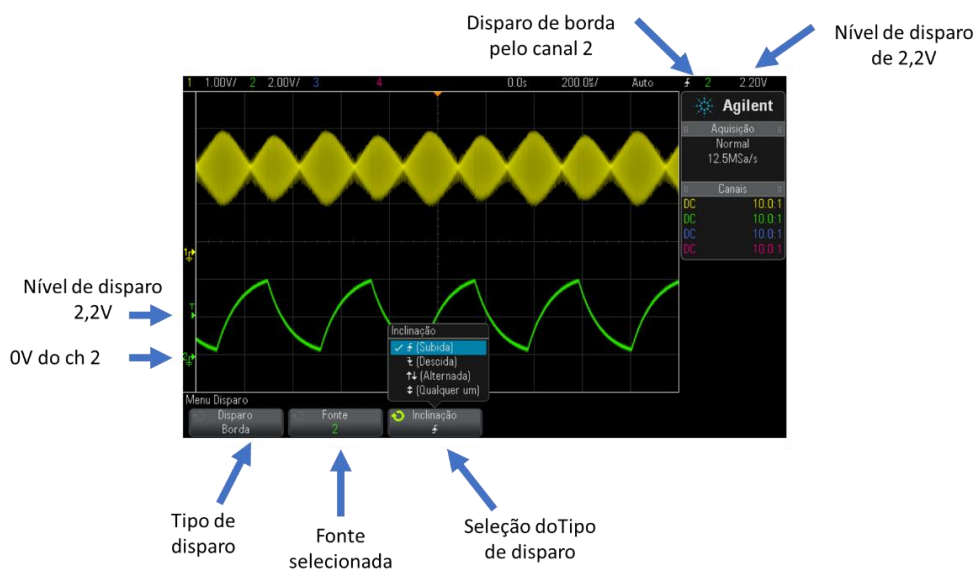 Disparo de borda
pelo canal 2
Nível de disparo
de 2,2V
1 1.00V/ 2 2.00V/ 3 4 0.0s 200.0㎲/ Auto 2 2.20V
Agilent
Aquisição
Normal
12.5MSa/s
Canais
DC 10.0:1
DC 10.0:1
DC 10.0:1
DC 10.0:1
1
Nível de disparo
2,2V
T
0V do ch 2
2
Inclinação
(Subida)
(Descida)
(Alternada)
(Qualquer um)
Menu Disparo
Disparo
Borda
Fonte
2
Inclinação
Tipo de
disparo
Fonte
selecionada
Seleção doTipo
de disparo